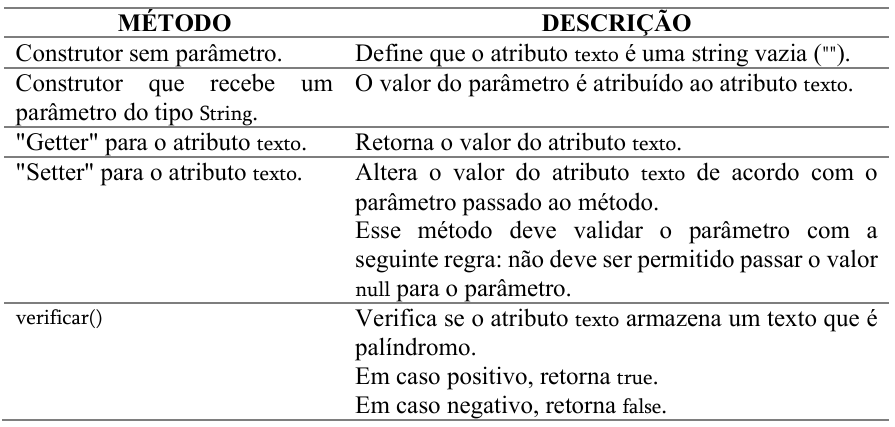 MÉTODO DESCRIÇÃO
Construtor sem parâmetro. Define que o atributo texto é uma string vazia ("").
Construtor que recebe um parâmetro do tipo String. O valor do parâmetro é atribuído ao atributo texto.
"Getter" para o atributo texto. Retorna o valor do atributo texto.
"Setter" para o atributo texto. Altera o valor do atributo texto de acordo com o
parâmetro passado ao método.
Esse método deve validar o parâmetro com a
seguinte regra: não deve ser permitido passar o valor
null para o parâmetro.
verificar() Verifica se o atributo texto armazena um texto que é
palíndromo.
Em caso positivo, retorna true.
Em caso negativo, retorna false.